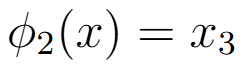 ϕ₂(x) = x₃